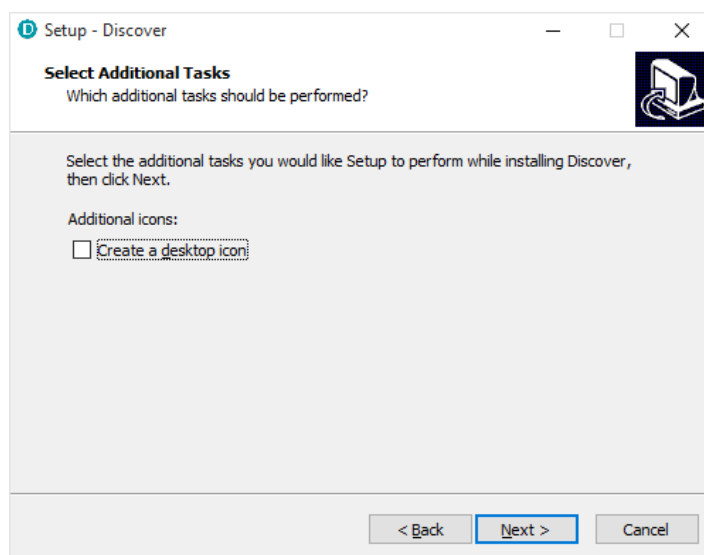 D Setup - Discover
Select Additional Tasks
Which additional tasks should be performed?
Select the additional tasks you would like Setup to perform while installing Discover,
then click Next.
Additional icons:
Create a desktop icon
< Back Next > Cancel